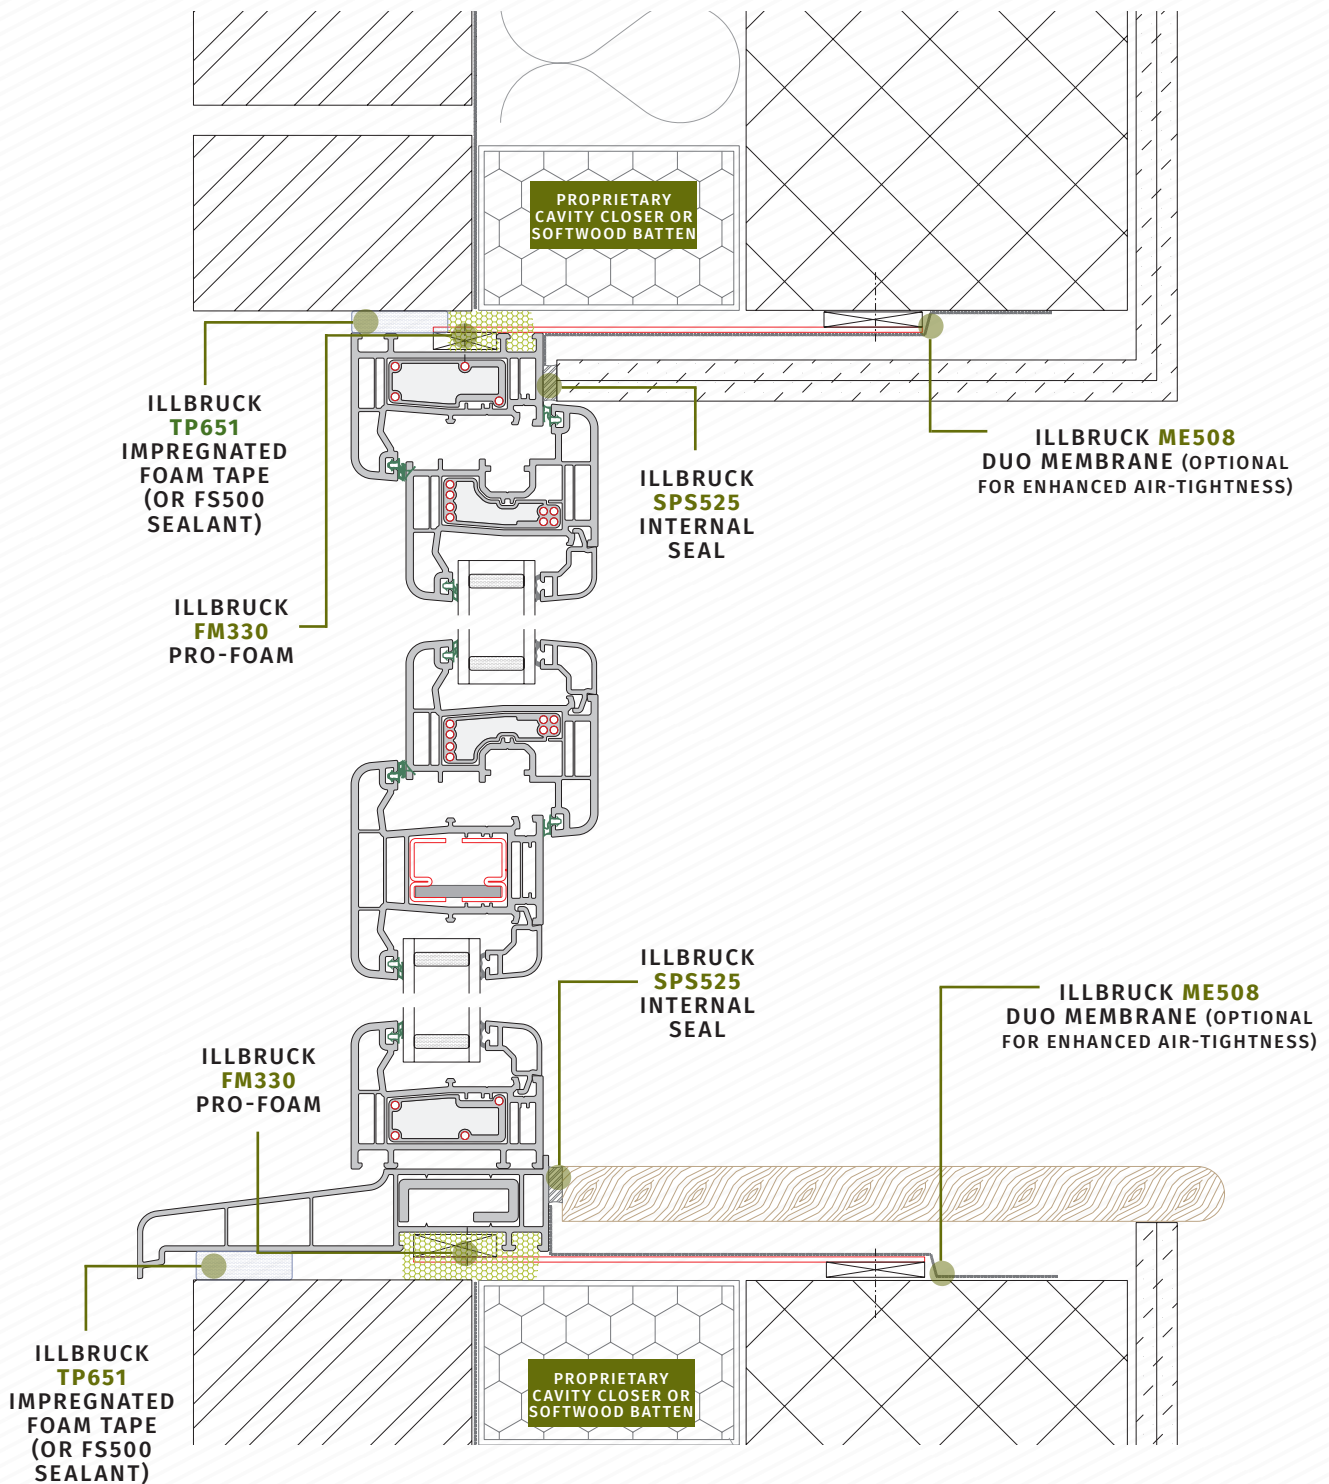 PROPRIETARY
CAVITY CLOSER OR
SOFTWOOD BATTEN
ILLBRUCK
TP651
IMPREGNATED
FOAM TAPE
(OR FS500
SEALANT)
ILLBRUCK
SPS525
INTERNAL
SEAL
ILLBRUCK ME508
DUO MEMBRANE (OPTIONAL
FOR ENHANCED AIR-TIGHTNESS)
ILLBRUCK
FM330
PRO-FOAM
ILLBRUCK
SPS525
INTERNAL
SEAL
ILLBRUCK ME508
DUO MEMBRANE (OPTIONAL
FOR ENHANCED AIR-TIGHTNESS)
ILLBRUCK
FM330
PRO-FOAM
ILLBRUCK
TP651
IMPREGNATED
FOAM TAPE
(OR FS500
SEALANT)
PROPRIETARY
CAVITY CLOSER OR
SOFTWOOD BATTEN